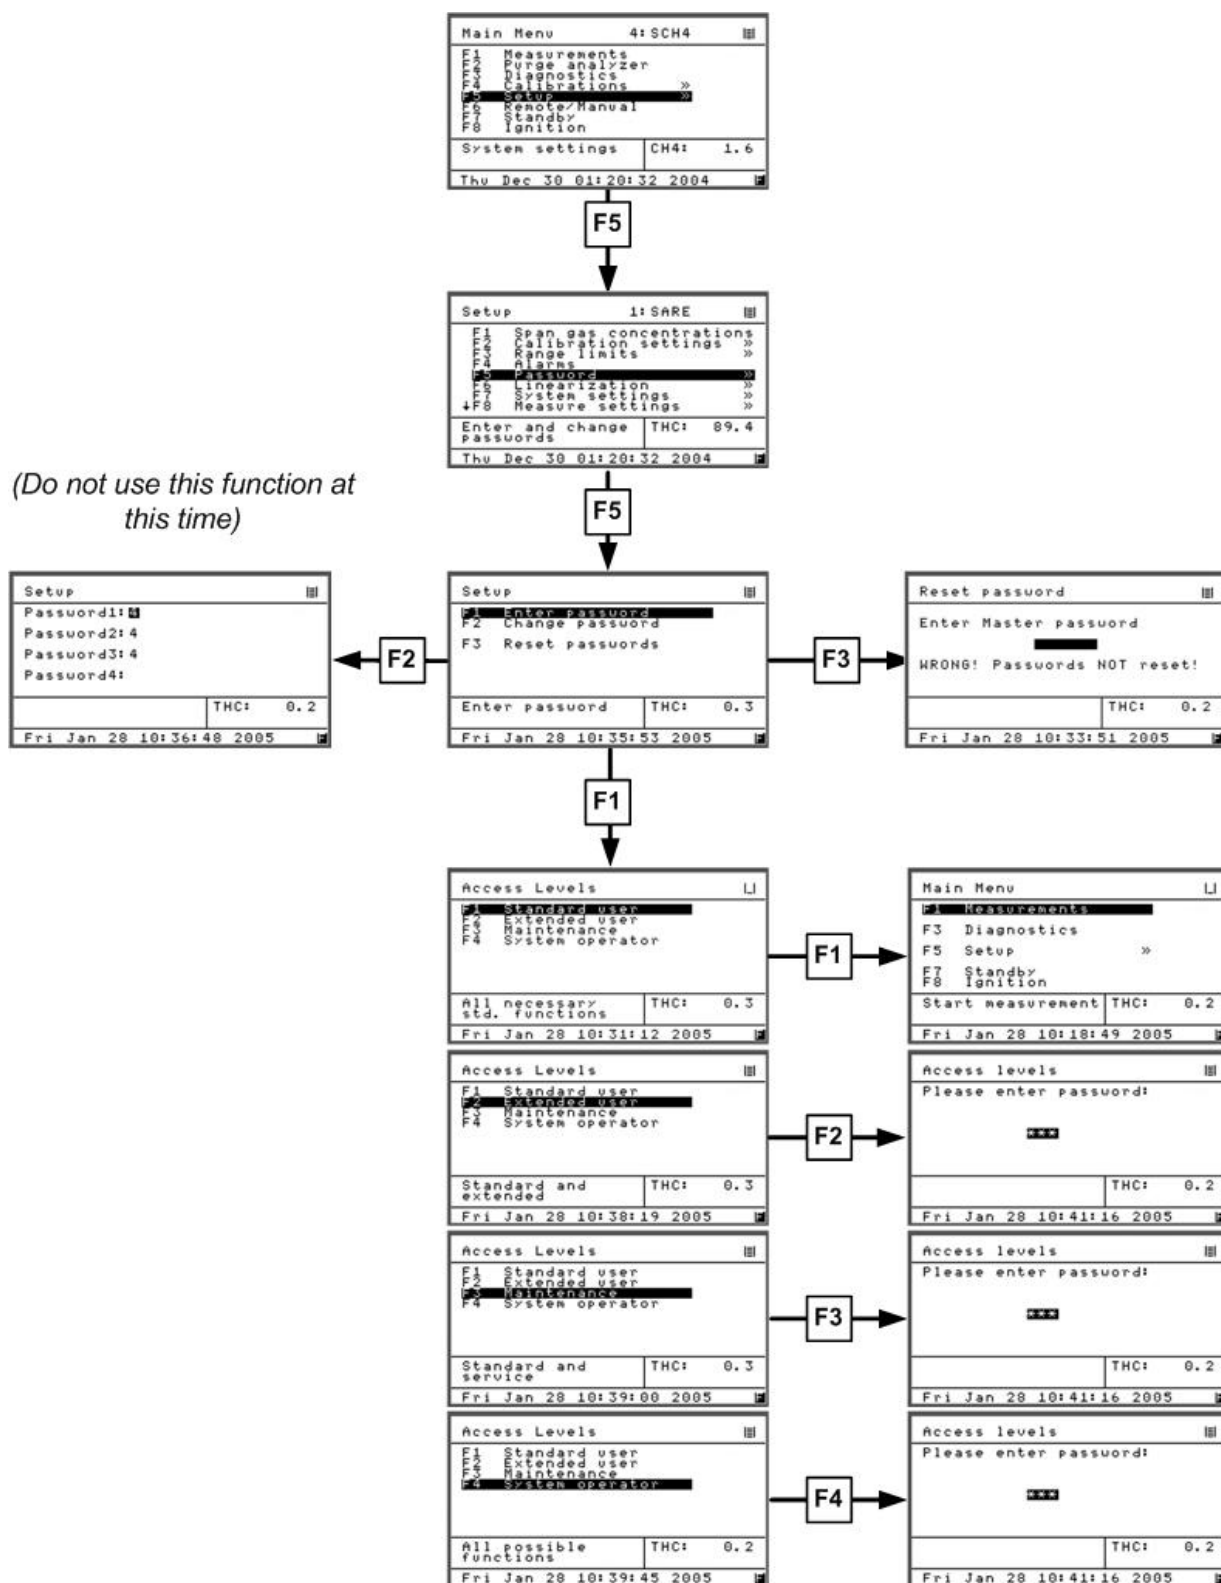 Main Menu 4:SCH4
F1 Measurements
F2 Purge analyzer
F3 Diagnostics
F4 Calibrations »
F5 Setup »
F6 Remote/Manual
F7 Standby
F8 Ignition
System settings CH4: 1.6
Thu Dec 30 01:20:32 2004
F5
Setup 1:SARE
F1 Span gas concentrations
F2 Calibration settings »
F3 Range limits »
F4 Alarms
F5 Password »
F6 Linearization »
F7 System settings »
↓F8 Measure settings »
Enter and change THC: 89.4
passwords
Thu Dec 30 01:20:32 2004
F5
(Do not use this function at
this time)
Setup
Password1:4
Password2:4
Password3:4
Password4:
THC: 0.2
Fri Jan 28 10:36:48 2005
F2
Setup
F1 Enter password
F2 Change password
F3 Reset passwords
Enter password THC: 0.3
Fri Jan 28 10:35:53 2005
F3
Reset password
Enter Master password
WRONG! Passwords NOT reset!
THC: 0.2
Fri Jan 28 10:33:51 2005
F1
Access Levels
F1 Standard user
F2 Extended user
F3 Maintenance
F4 System operator
All necessary THC: 0.3
std. functions
Fri Jan 28 10:31:12 2005
F1
Main Menu
F1 Measurements
F3 Diagnostics
F5 Setup »
F7 Standby
F8 Ignition
Start measurement THC: 0.2
Fri Jan 28 10:18:49 2005
Access Levels
F1 Standard user
F2 Extended user
F3 Maintenance
F4 System operator
Standard and THC: 0.3
extended
Fri Jan 28 10:38:19 2005
F2
Access levels
Please enter password:
***
THC: 0.2
Fri Jan 28 10:41:16 2005
Access Levels
F1 Standard user
F2 Extended user
F3 Maintenance
F4 System operator
Standard and THC: 0.3
service
Fri Jan 28 10:39:00 2005
F3
Access levels
Please enter password:
***
THC: 0.2
Fri Jan 28 10:41:16 2005
Access Levels
F1 Standard user
F2 Extended user
F3 Maintenance
F4 System operator
All possible THC: 0.2
functions
Fri Jan 28 10:39:45 2005
F4
Access levels
Please enter password:
***
THC: 0.2
Fri Jan 28 10:41:16 2005